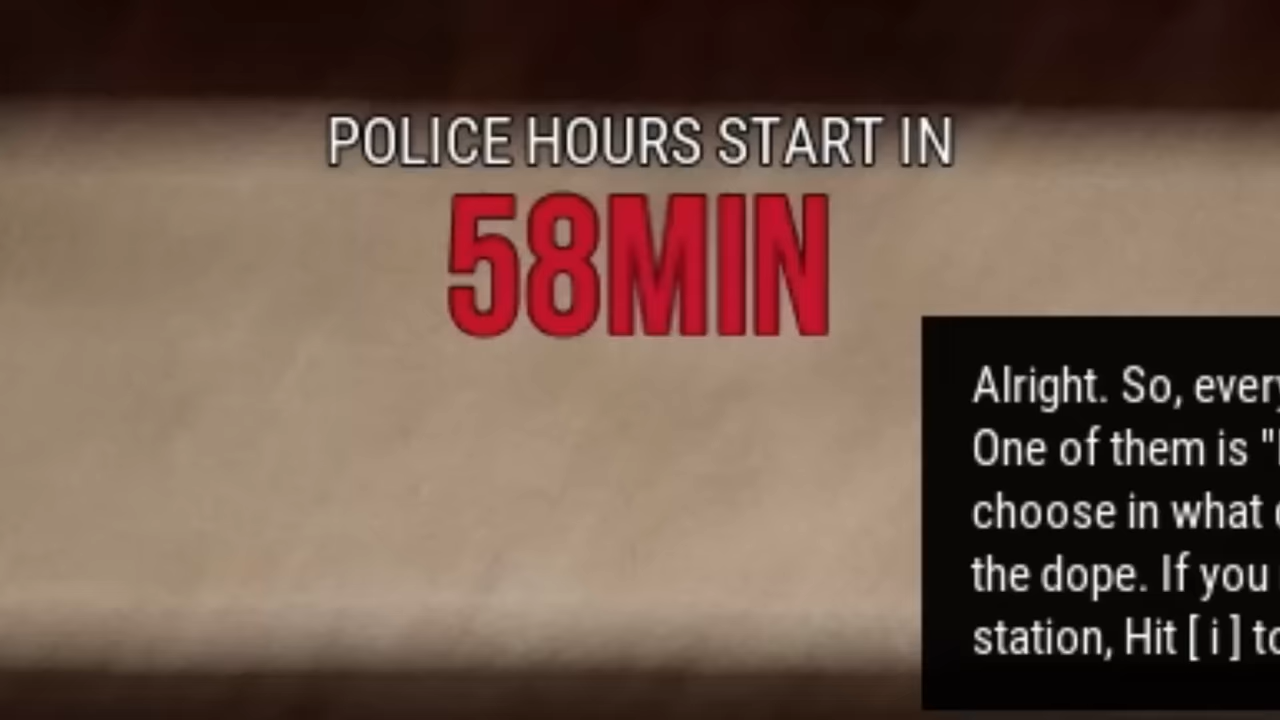 POLICE HOURS START IN
58MIN
Alright. So, every
One of them is "
choose in what
the dope. If you
station, Hit [ i ] to